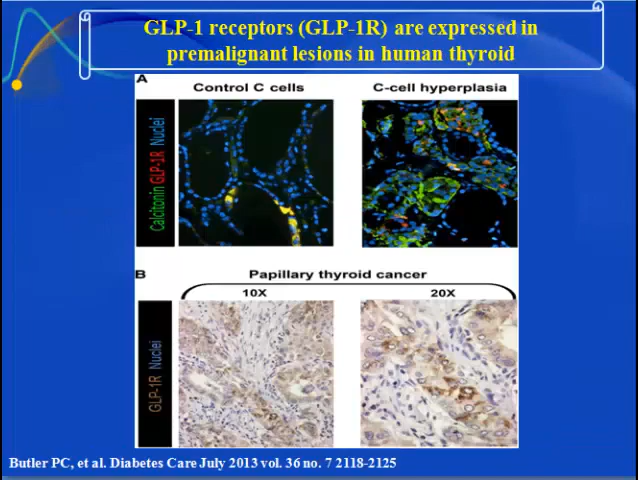 GLP-1 receptors (GLP-1R) are expressed in
premalignant lesions in human thyroid
A
Control C cells
C-cell hyperplasia
Calcitonin GLP-1R Nuclei
B
Papillary thyroid cancer
10X
20X
GLP-1R Nuclei
Butler PC, et al. Diabetes Care July 2013 vol. 36 no. 7 2118-2125